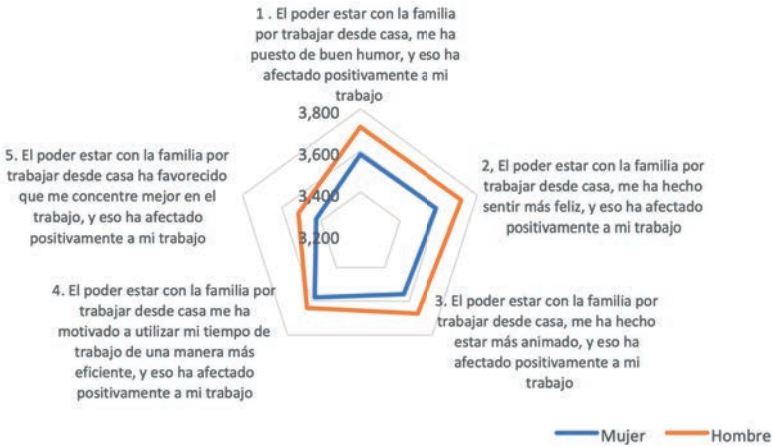 1 . El poder estar con la familia
por trabajar desde casa, me ha
puesto de buen humor, y eso ha
afectado positivamente a mi
trabajo
3,800
3,600
3,400
3,200
2, El poder estar con la familia por
trabajar desde casa, me ha hecho
sentir más feliz, y eso ha afectado
positivamente a mi trabajo
3. El poder estar con la familia por
trabajar desde casa, me ha hecho
estar más animado, y eso ha
afectado positivamente a mi
trabajo
4. El poder estar con la familia por
trabajar desde casa me ha
motivado a utilizar mi tiempo de
trabajo de una manera más
eficiente, y eso ha afectado
positivamente a mi trabajo
5. El poder estar con la familia por
trabajar desde casa ha favorecido
que me concentre mejor en el
trabajo, y eso ha afectado
positivamente a mi trabajo
Mujer
Hombre